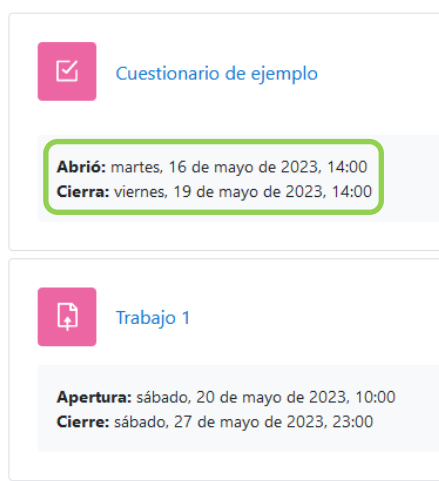 Cuestionario de ejemplo
Abrió: martes, 16 de mayo de 2023, 14:00
Cierra: viernes, 19 de mayo de 2023, 14:00
Trabajo 1
Apertura: sábado, 20 de mayo de 2023, 10:00
Cierre: sábado, 27 de mayo de 2023, 23:00